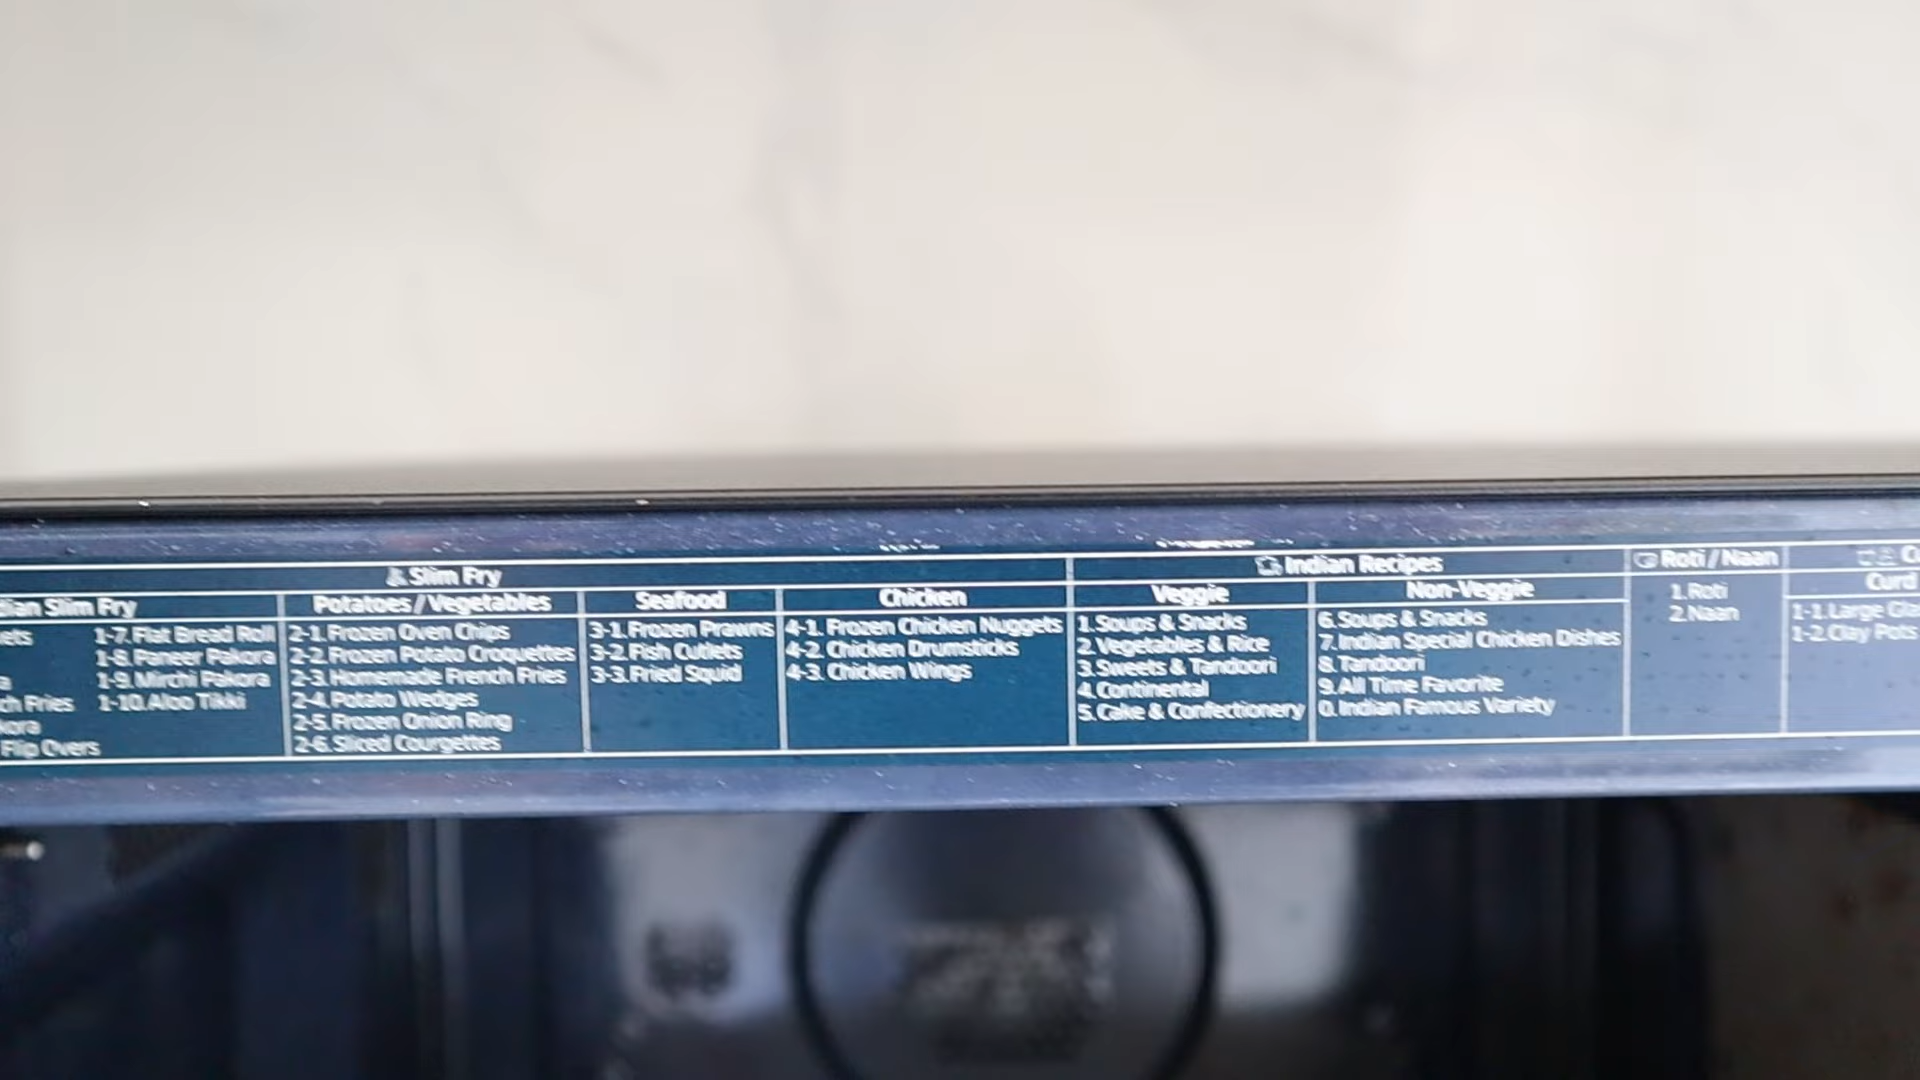 Slim Fry
Indian Recipes
Roti / Naan
Slim Fry
Potatoes / Vegetables
Seafood
Chicken
Veggie
Non-Veggie
Curd
1-7. Flat Bread Roll
1-8. Paneer Pakora
1-9. Mirchi Pakora
ch Fries 1-10. Aloo Tikki
Flip Overs
2-1. Frozen Oven Chips
2-2. Frozen Potato Croquettes
2-3. Homemade French Fries
2-4. Potato Wedges
2-5. Frozen Onion Ring
2-6. Sliced Courgettes
3-1. Frozen Prawns
3-2. Fish Cutlets
3-3. Fried Squid
4-1. Frozen Chicken Nuggets
4-2. Chicken Drumsticks
4-3. Chicken Wings
1. Soups & Snacks
2. Vegetables & Rice
3. Sweets & Tandoori
4. Continental
5. Cake & Confectionery
6. Soups & Snacks
7. Indian Special Chicken Dishes
8. Tandoori
9. All Time Favorite
0. Indian Famous Variety
1. Roti
2. Naan
1-1. Large Gla
1-2. Clay Pots